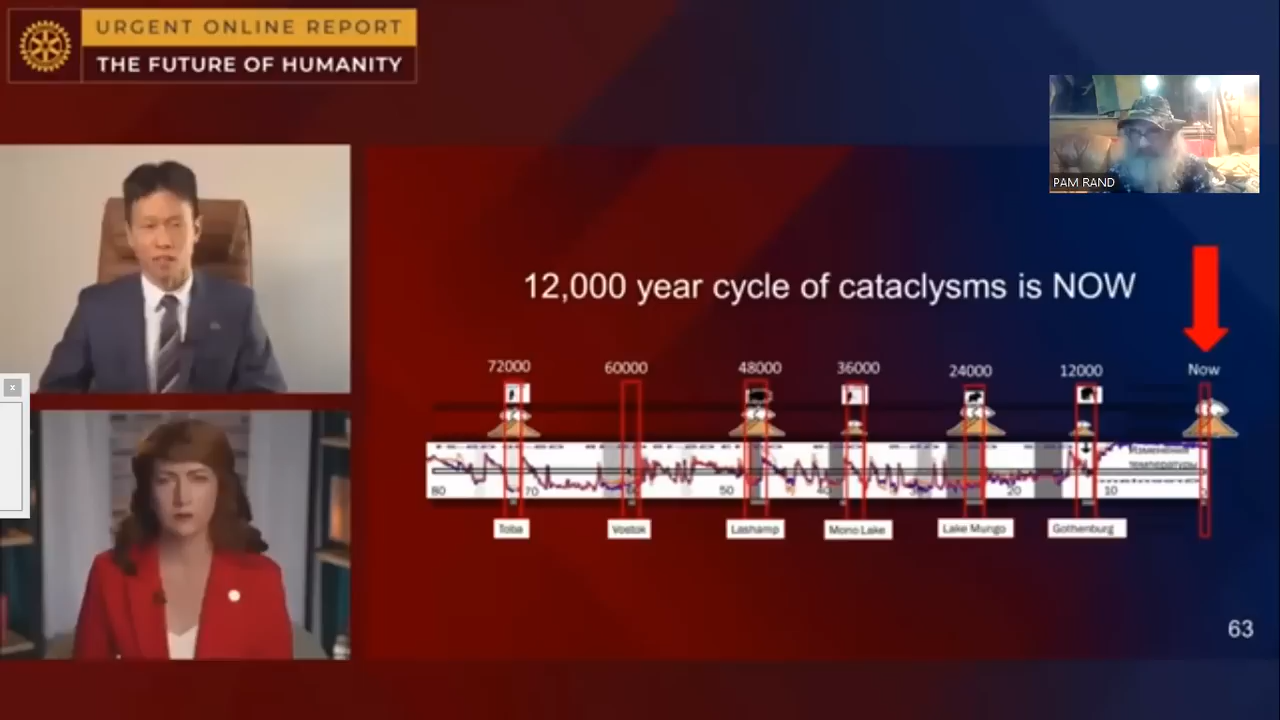 URGENT ONLINE REPORT
THE FUTURE OF HUMANITY
PAM RAND
12,000 year cycle of cataclysms is NOW
72000 60000 48000 36000 24000 12000 Now
80 70 50 40 20 10
Toba Vostok Lashamp Mono Lake Lake Mungo Gothenburg
63
x